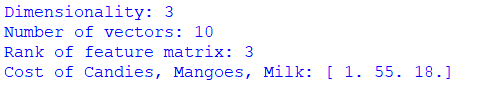 Dimensionality: 3
Number of vectors: 10
Rank of feature matrix: 3
Cost of Candies, Mangoes, Milk: [ 1. 55. 18.]